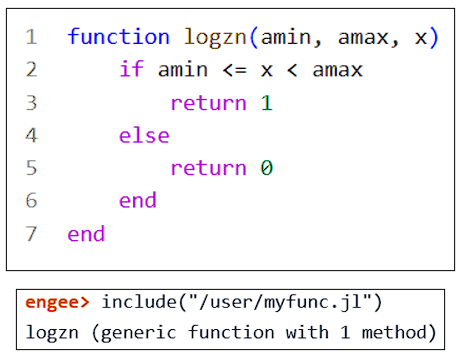 1 function logzn(amin, amax, x)
2     if amin <= x < amax
3         return 1
4     else
5         return 0
6     end
7 end
engee> include("/user/myfunc.jl")
logzn (generic function with 1 method)